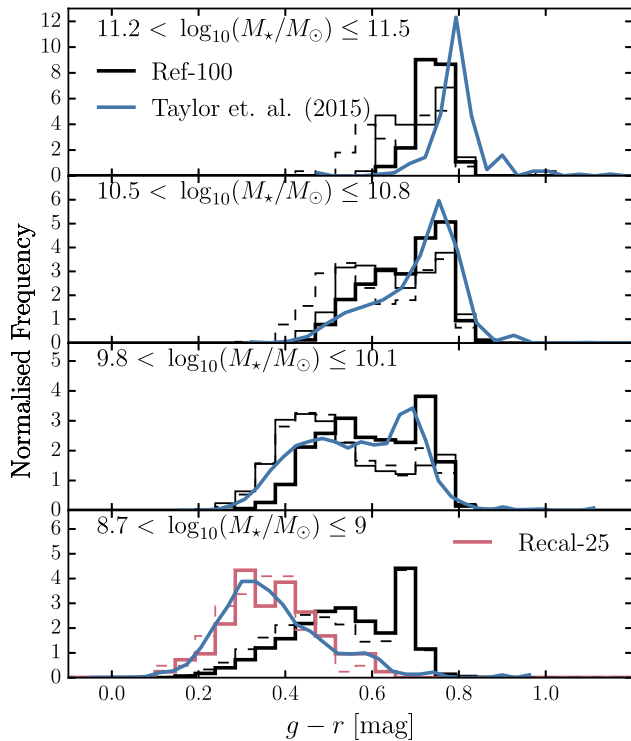 11.2 < log₁₀(M⋆/M⊙) ≤ 11.5
Ref-100
Taylor et. al. (2015)
12
10
8
6
4
2
0
10.5 < log₁₀(M⋆/M⊙) ≤ 10.8
6
5
4
3
2
1
0
9.8 < log₁₀(M⋆/M⊙) ≤ 10.1
5
4
3
2
1
0
8.7 < log₁₀(M⋆/M⊙) ≤ 9
Recal-25
6
5
4
3
2
1
0
Normalised Frequency
0.0 0.2 0.4 0.6 0.8 1.0
g − r [mag]